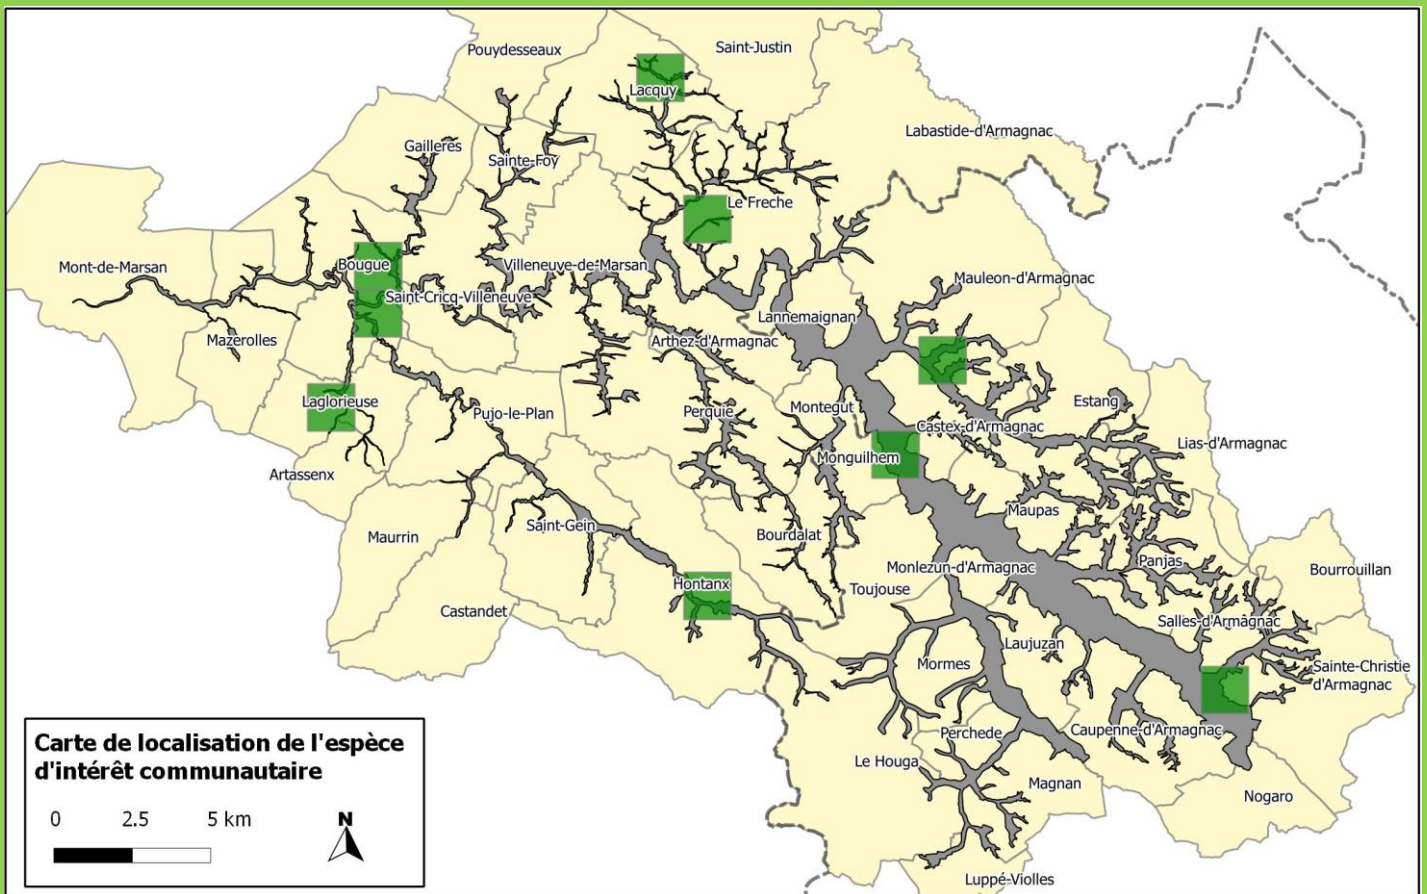 Pouydesseaux
Saint-Justin
Lacquy
Labastide-d'Armagnac
Gailleres
Sainte-Foy
Le Freche
Mont-de-Marsan
Bougue
Villeneuve-de-Marsan
Mauleon-d'Armagnac
Saint-Cricq-Villeneuve
Lannemaignan
Mazerolles
Arthez-d'Armagnac
Laglorieuse
Pujo-le-Plan
Perquie
Montegut
Estang
Castex-d'Armagnac
Lias-d'Armagnac
Artassenx
Monguilhem
Maupas
Maurrin
Saint-Gein
Bourdalat
Monlezun-d'Armagnac
Panjas
Bourrouillan
Hontanx
Toujouse
Castandet
Salles-d'Armagnac
Laujuzan
Mormes
Sainte-Christie
d'Armagnac
Perchede
Caupenne-d'Armagnac
Le Houga
Magnan
Nogaro
Luppé-Violles
Carte de localisation de l'espèce
d'intérêt communautaire
0 2.5 5 km
N